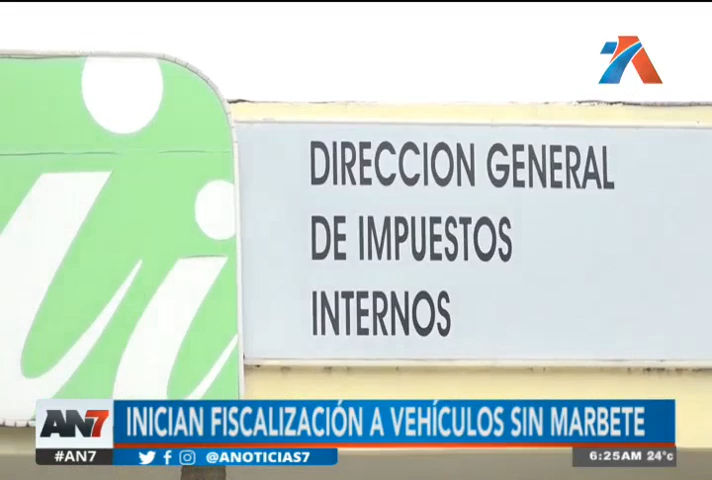 DIRECCION GENERAL
DE IMPUESTOS
INTERNOS
AN7
INICIAN FISCALIZACIÓN A VEHÍCULOS SIN MARBETE
#AN7
@ANOTICIAS7
6:25AM 24°c